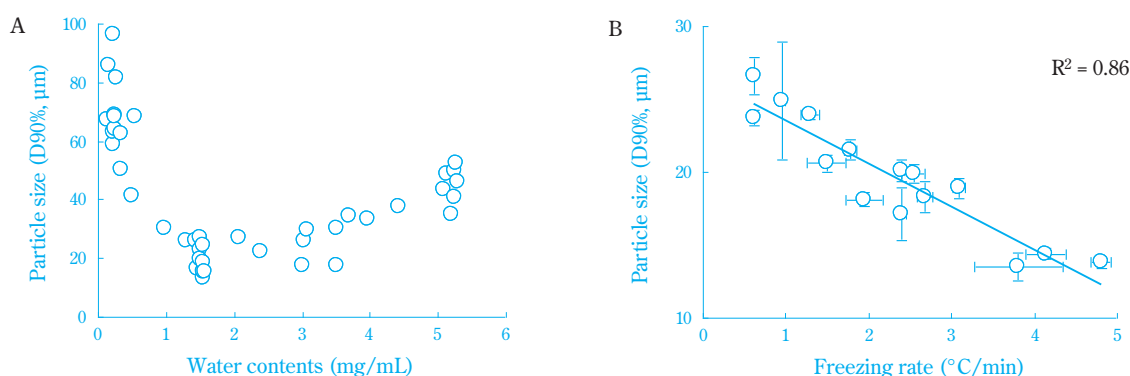 A
Particle size (D90%, μm)
100
80
60
40
20
0
0 1 2 3 4 5 6
Water contents (mg/mL)
B
Particle size (D90%, μm)
30
20
10
R² = 0.86
0 1 2 3 4 5
Freezing rate (°C/min)